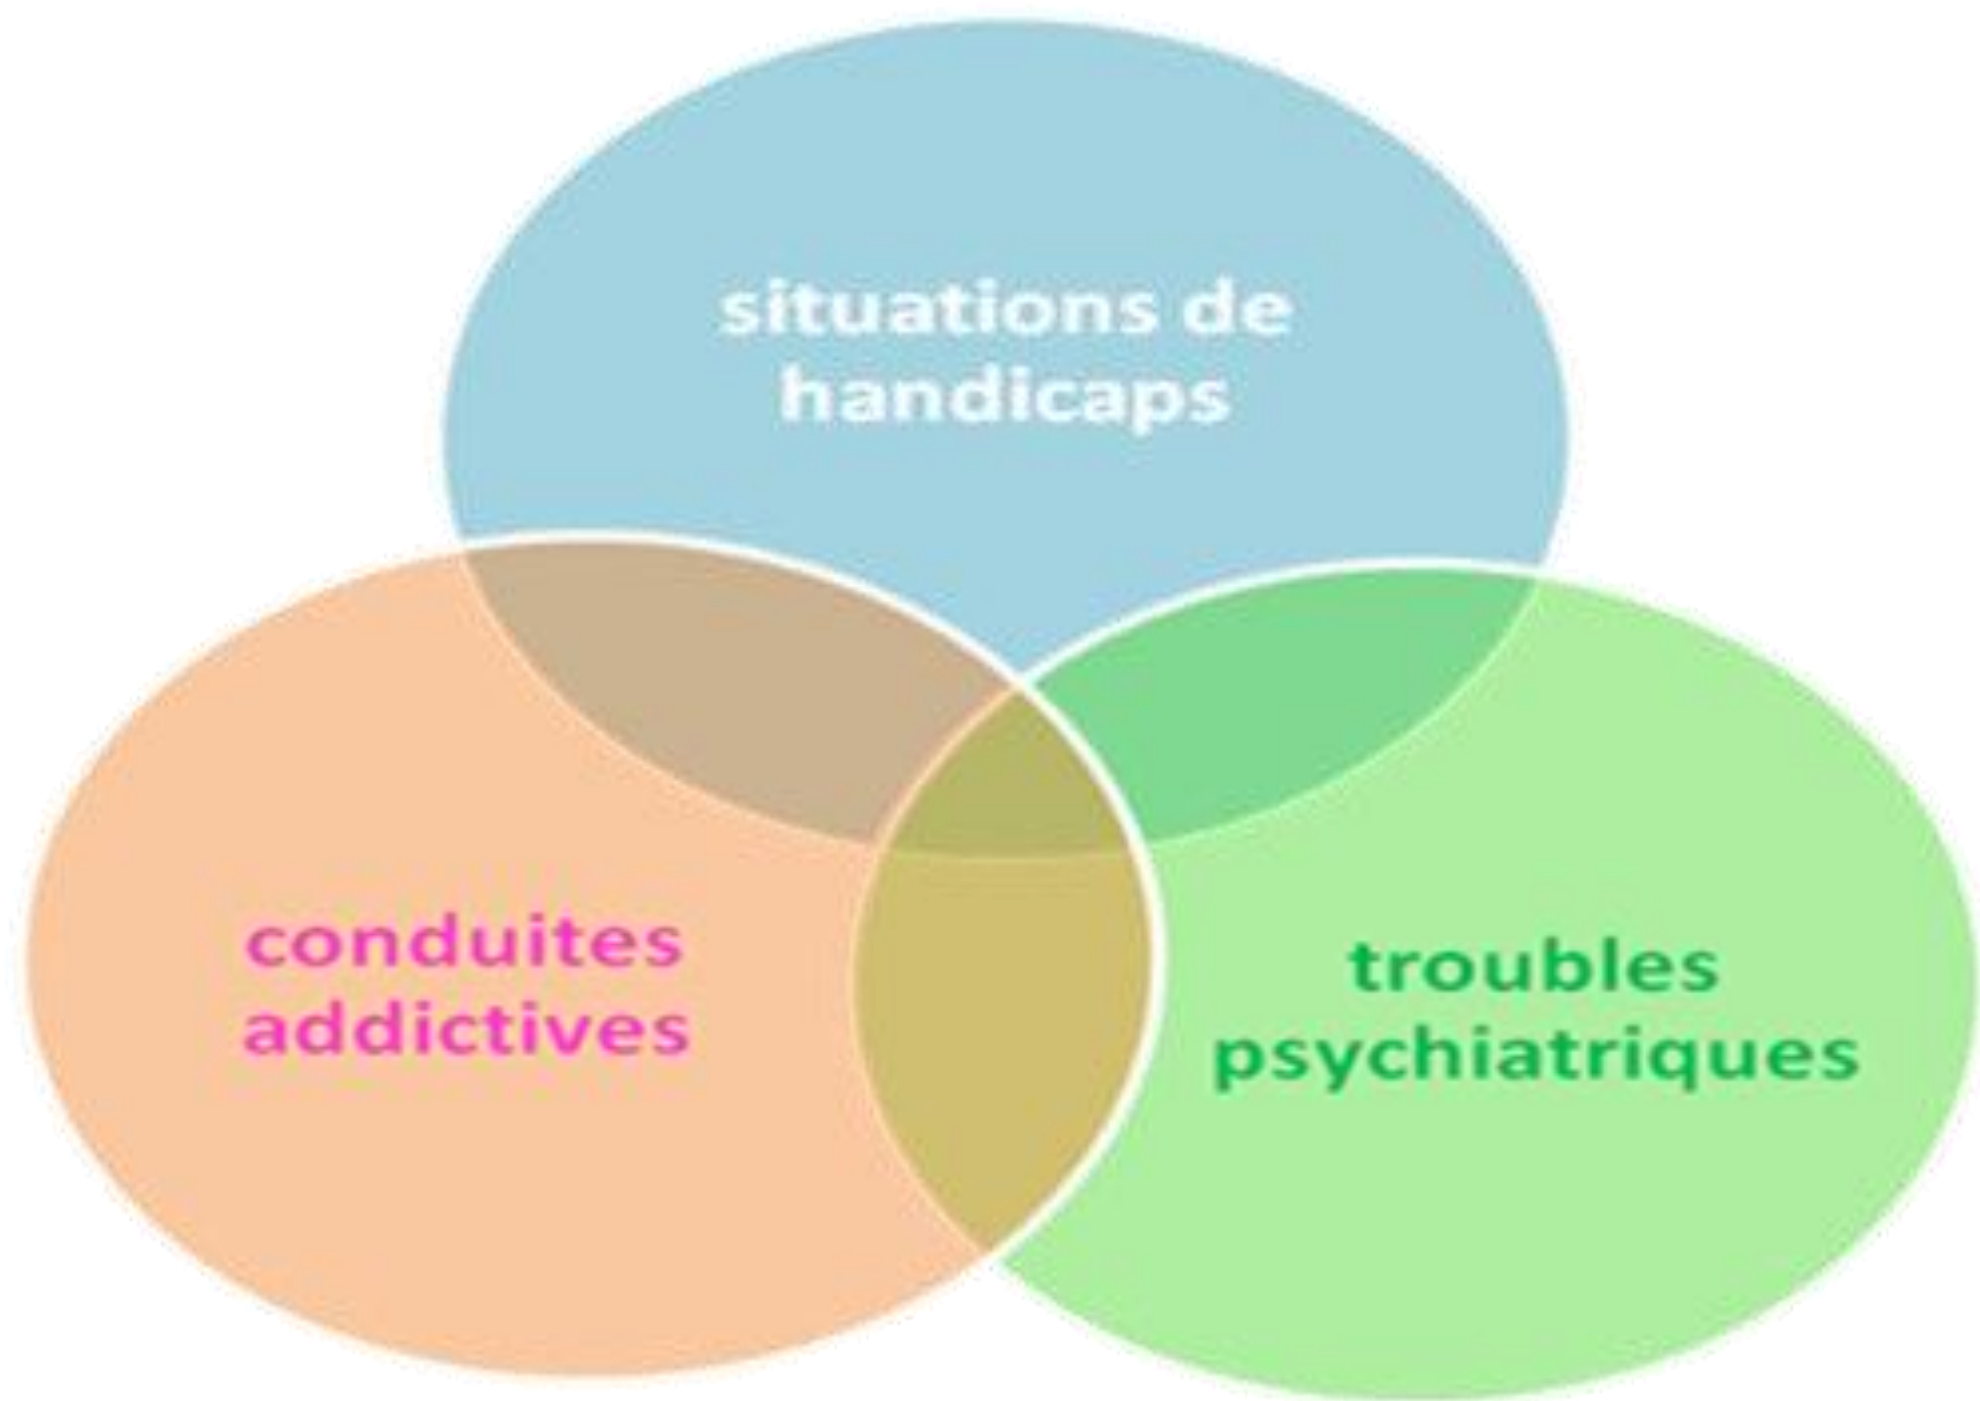 situations de
handicaps
conduites
addictives
troubles
psychiatriques